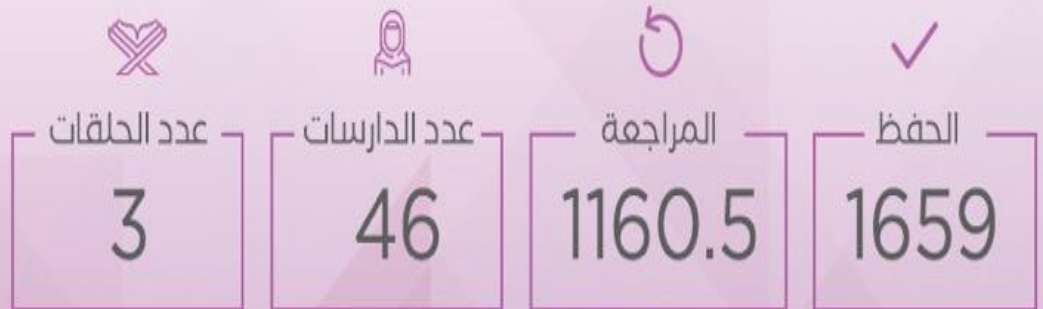 الحفظ
1659
المراجعة
1160.5
عدد الدارسات
46
عدد الحلقات
3